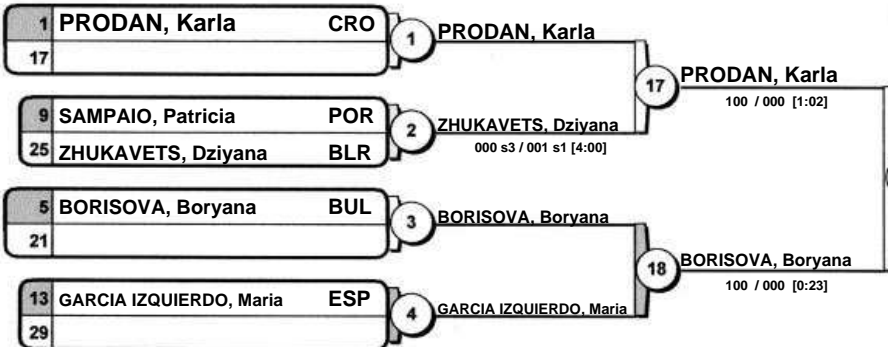 1 PRODAN, Karla CRO
17
1 PRODAN, Karla
9 SAMPAIO, Patricia POR
25 ZHUKAVETS, Dziyana BLR
2 ZHUKAVETS, Dziyana
000 s3 / 001 s1 [4:00]
17 PRODAN, Karla
100 / 000 [1:02]
5 BORISOVA, Boryana BUL
21
3 BORISOVA, Boryana
13 GARCIA IZQUIERDO, Maria ESP
29
4 GARCIA IZQUIERDO, Maria
18 BORISOVA, Boryana
100 / 000 [0:23]